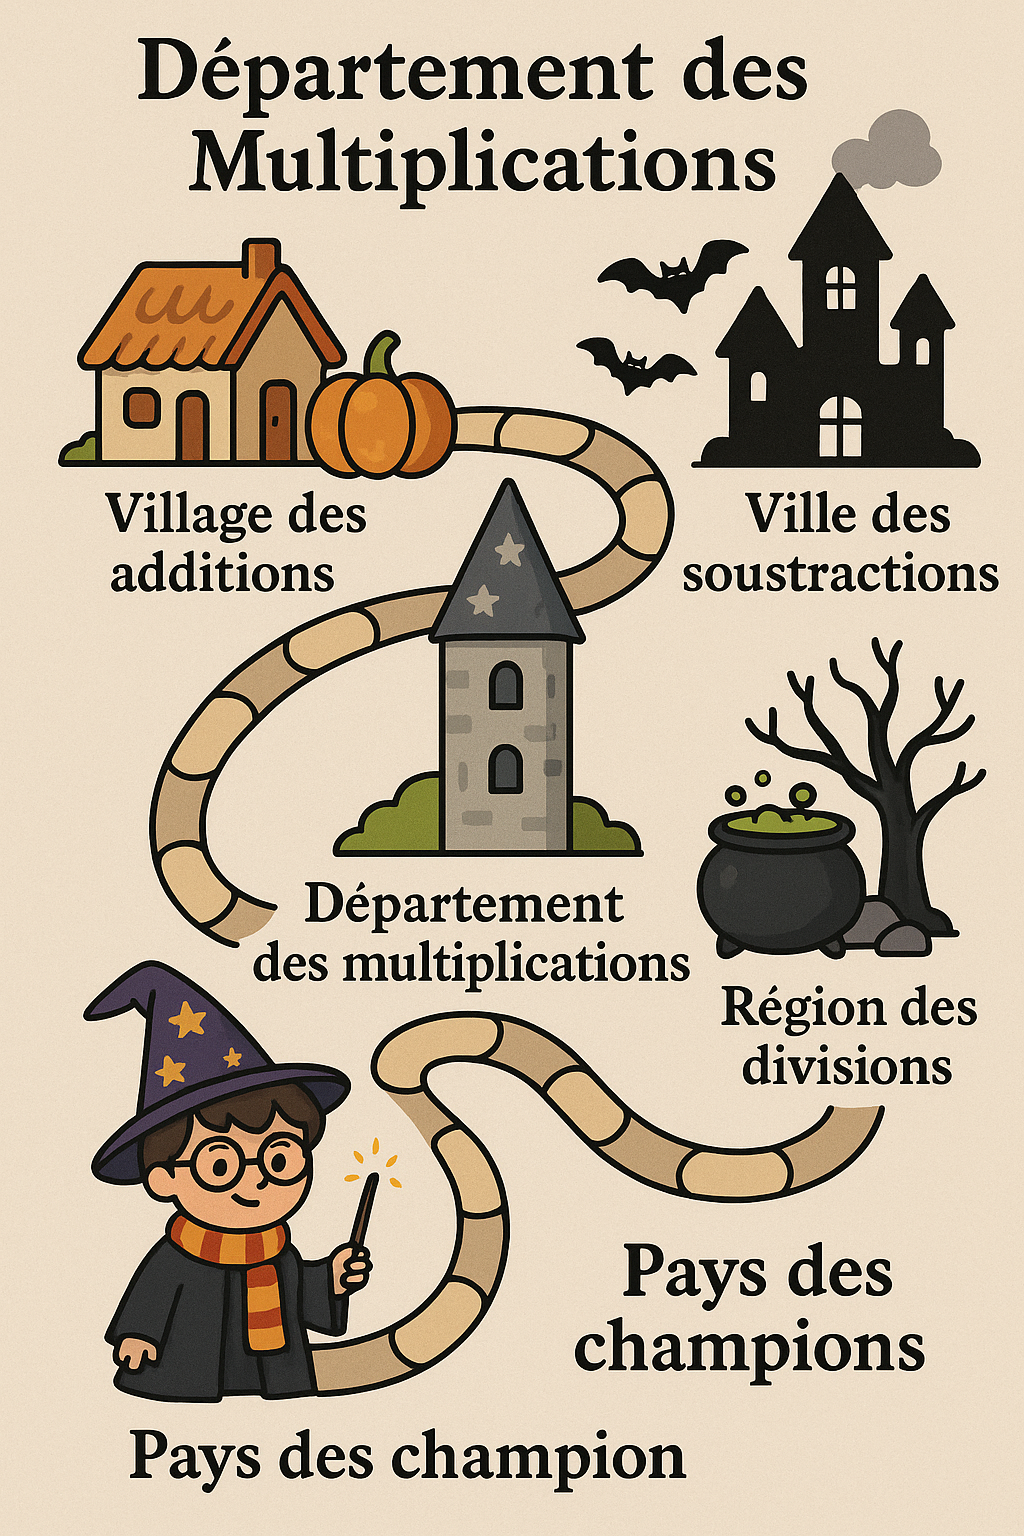 Département des
Multiplications
Village des
additions
Ville des
soustractions
Département
des multiplications
Région des
divisions
Pays des
champions
Pays des champion